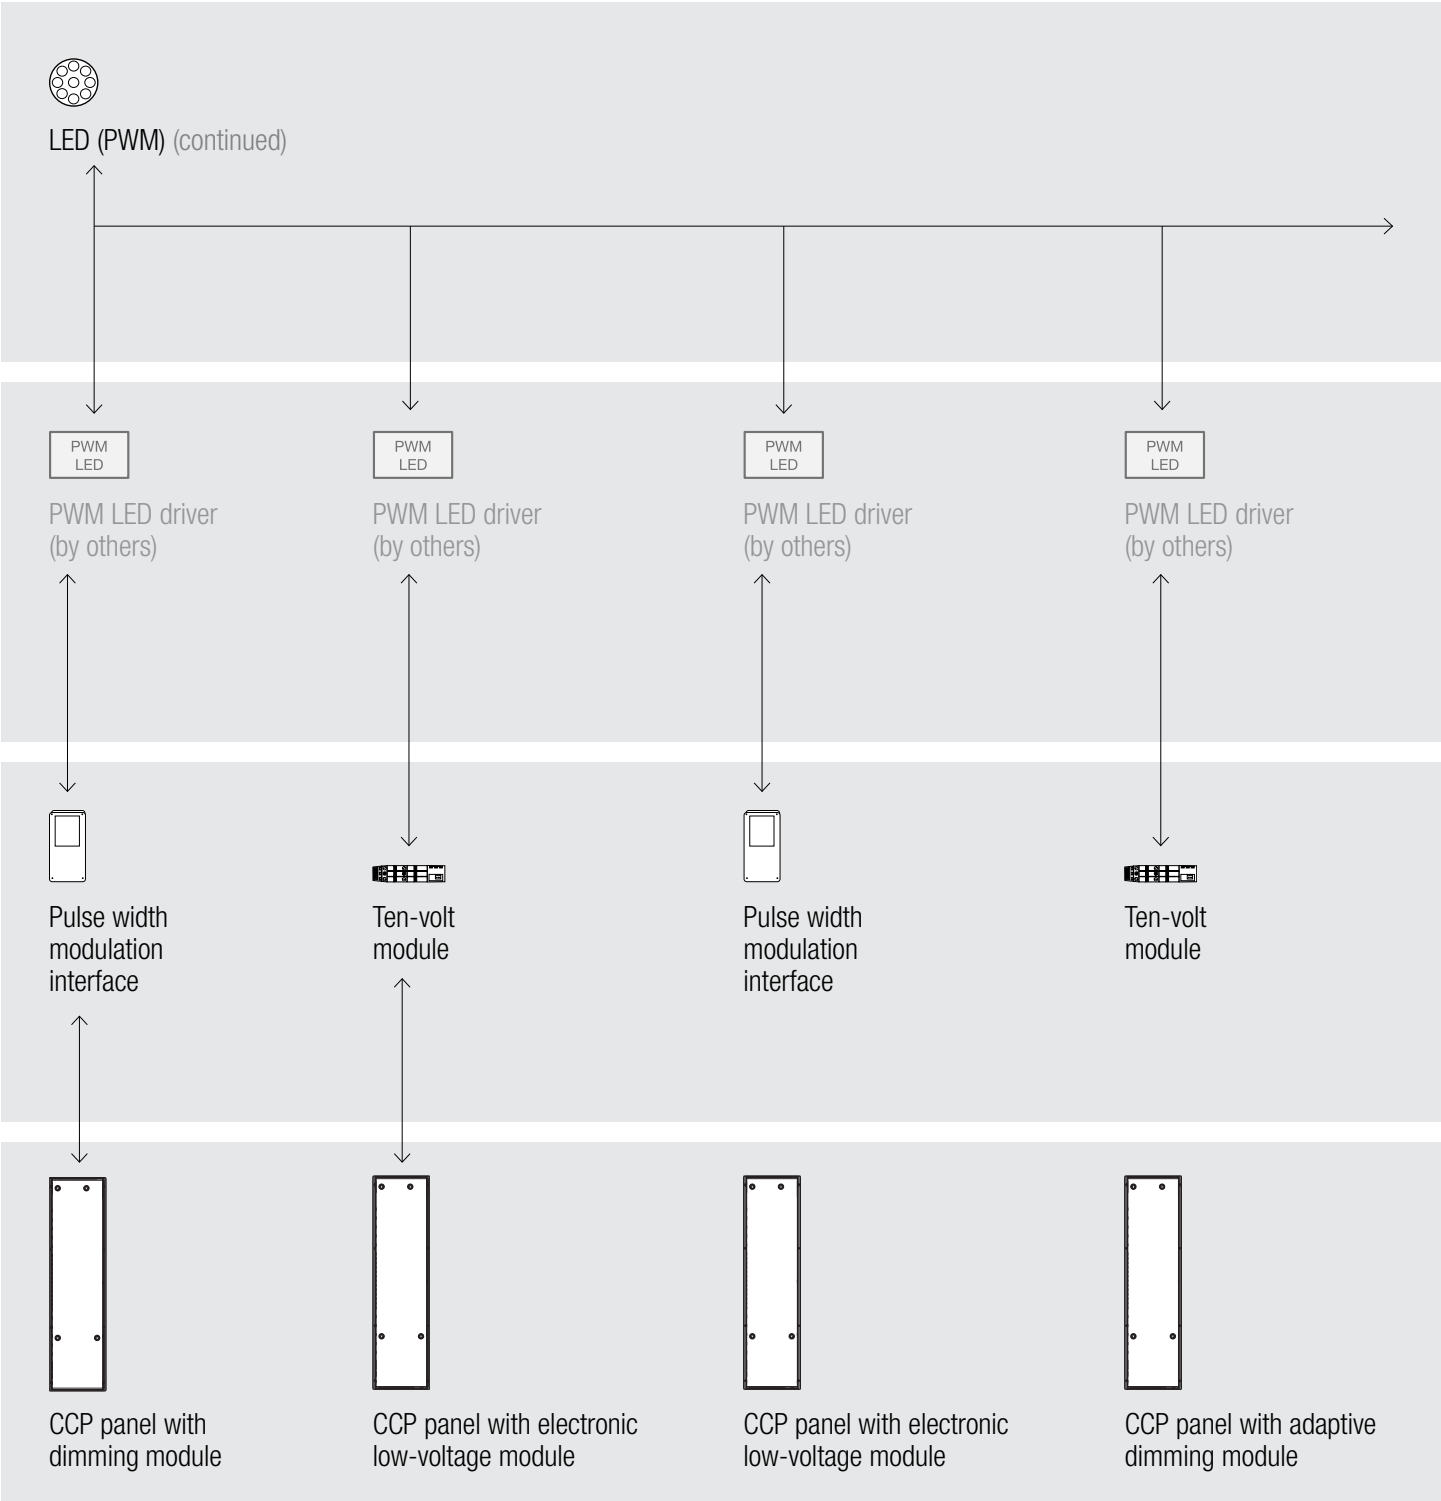 LED (PWM) (continued)
PWM
LED
PWM LED driver
(by others)
PWM
LED
PWM LED driver
(by others)
PWM
LED
PWM LED driver
(by others)
PWM
LED
PWM LED driver
(by others)
Pulse width
modulation
interface
Ten-volt
module
Pulse width
modulation
interface
Ten-volt
module
CCP panel with
dimming module
CCP panel with electronic
low-voltage module
CCP panel with electronic
low-voltage module
CCP panel with adaptive
dimming module